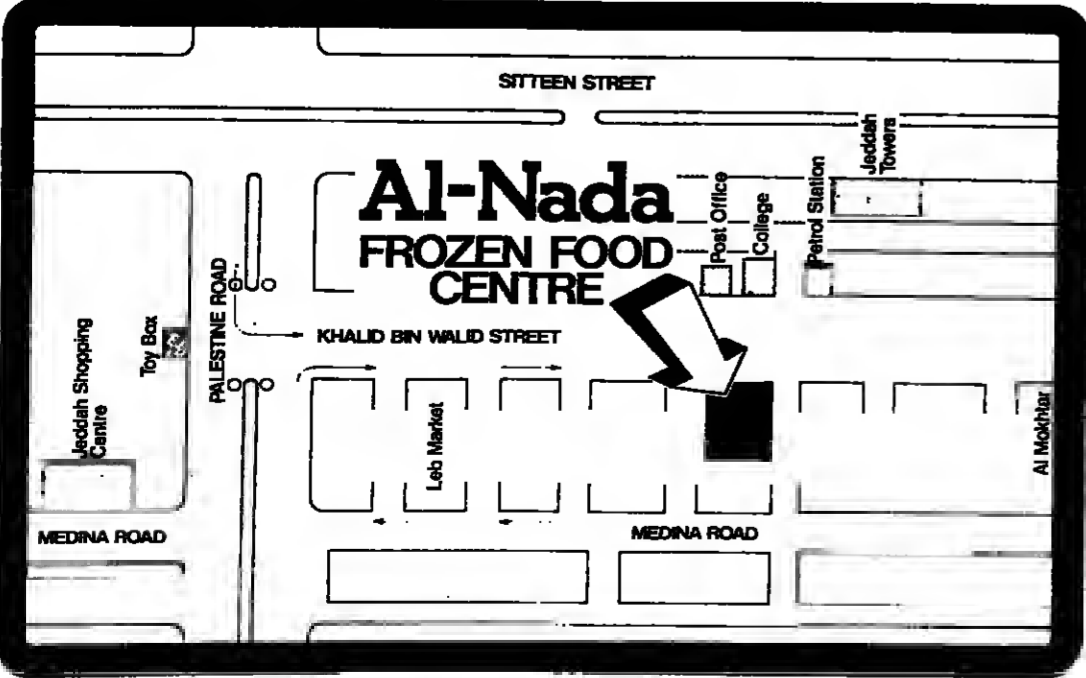 SITTEEN STREET
Jeddah
Towers
Al-Nada
FROZEN FOOD
CENTRE
Post Office
College
Petrol Station
PALESTINE ROAD
KHALID BIN WALID STREET
Toy Box
Jeddah Shopping
Centre
Leb Market
Al Mokhtar
MEDINA ROAD
MEDINA ROAD